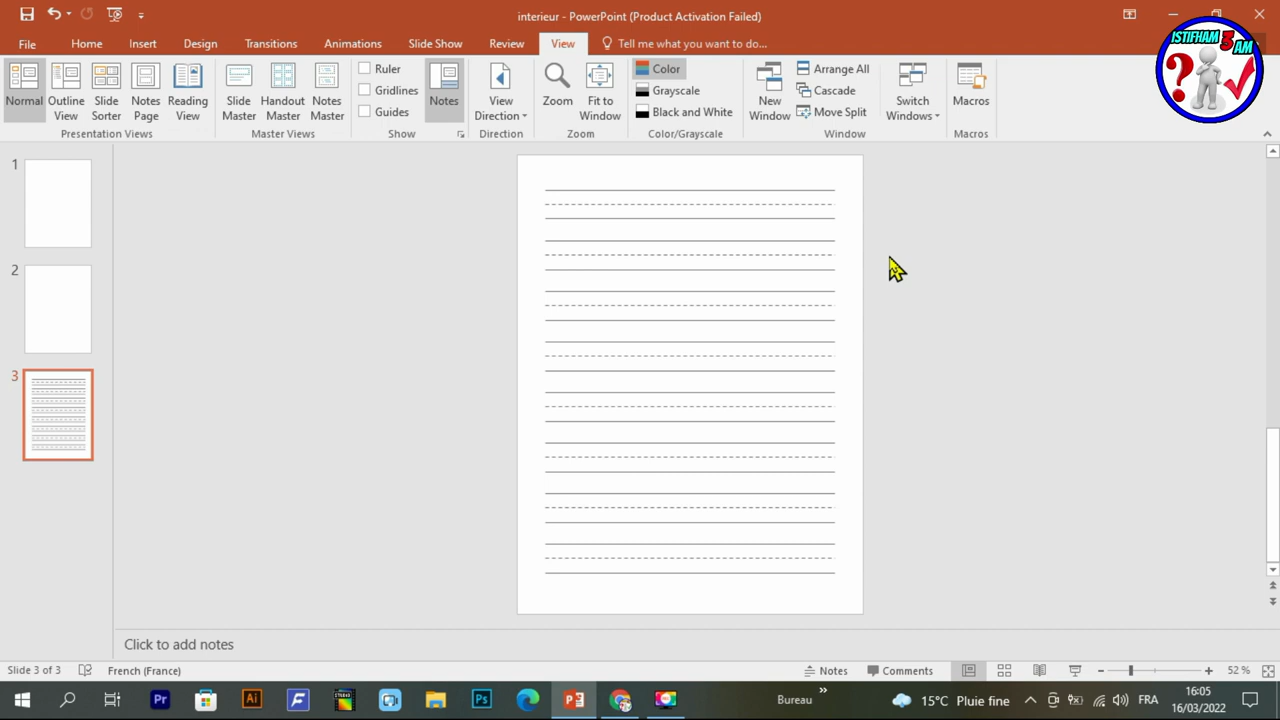 interieur - PowerPoint (Product Activation Failed)
File Home Insert Design Transitions Animations Slide Show Review View Tell me what you want to do...
ISTIFHAM 3 AM
Normal
Outline View
Slide Sorter
Notes Page
Reading View
Presentation Views
Slide Master
Handout Master
Notes Master
Master Views
Ruler
Gridlines
Guides
Show
Notes
View Direction
Direction
Zoom
Fit to Window
Zoom
Color
Grayscale
Black and White
Color/Grayscale
New Window
Arrange All
Cascade
Move Split
Switch Windows
Window
Macros
Macros
1
2
3
Click to add notes
Slide 3 of 3 French (France) Notes Comments 52 %
Pr Ai Ps Bureau 15°C Pluie fine FRA 16:05
16/03/2022